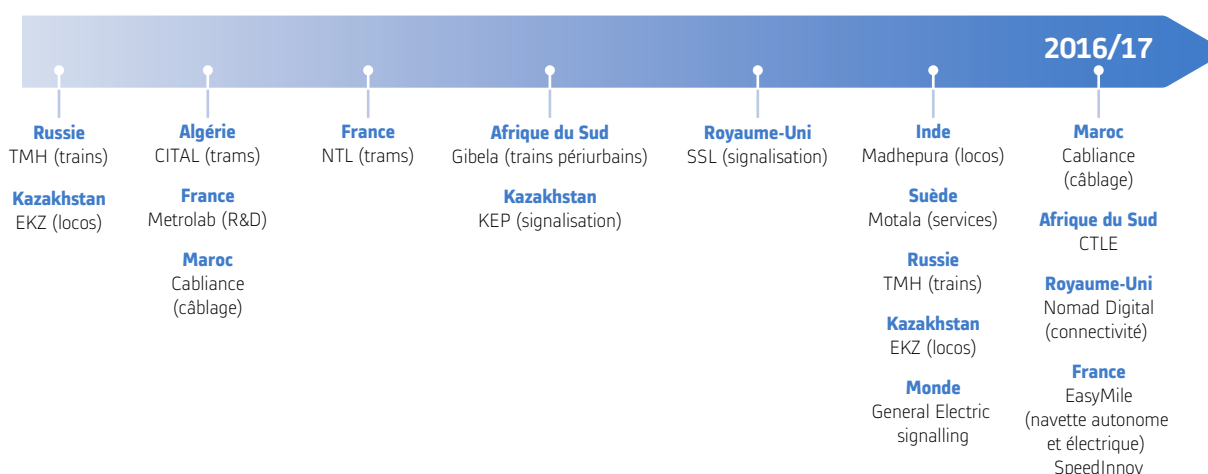 2016/17
Russie
TMH (trains)
Kazakhstan
EKZ (locos)
Algérie
CITAL (trams)
France
Metrolab (R&D)
Maroc
Cabliance
(câblage)
France
NTL (trams)
Afrique du Sud
Gibela (trains périurbains)
Kazakhstan
KEP (signalisation)
Royaume-Uni
SSL (signalisation)
Inde
Madhepura (locos)
Suède
Motala (services)
Russie
TMH (trains)
Kazakhstan
EKZ (locos)
Monde
General Electric
signalling
Maroc
Cabliance
(câblage)
Afrique du Sud
CTLE
Royaume-Uni
Nomad Digital
(connectivité)
France
EasyMile
(navette autonome
et électrique)
SpeedInnov